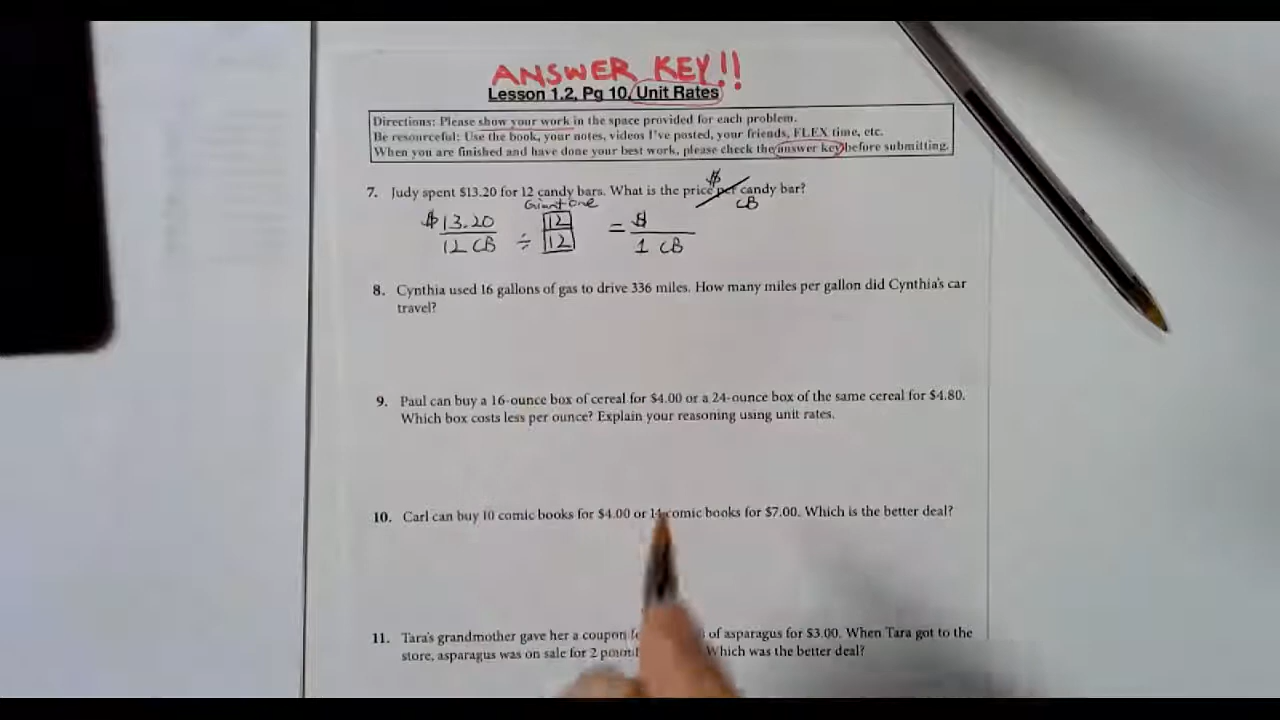 ANSWER KEY!!
Lesson 1.2, Pg 10, Unit Rates
Directions: Please show your work in the space provided for each problem.
Be resourceful: Use the book, your notes, videos I've posted, your friends, FLEX time, etc.
When you are finished and have done your best work, please check the answer key before submitting.
$
7. Judy spent $13.20 for 12 candy bars. What is the price per candy bar?
Giant One CB
$13.20 12 $
12 CB ÷ 12 = 1 CB
8. Cynthia used 16 gallons of gas to drive 336 miles. How many miles per gallon did Cynthia's car
travel?
9. Paul can buy a 16-ounce box of cereal for $4.00 or a 24-ounce box of the same cereal for $4.80.
Which box costs less per ounce? Explain your reasoning using unit rates.
10. Carl can buy 10 comic books for $4.00 or 14 comic books for $7.00. Which is the better deal?
11. Tara's grandmother gave her a coupon of asparagus for $3.00. When Tara got to the
store, asparagus was on sale for 2 Which was the better deal?